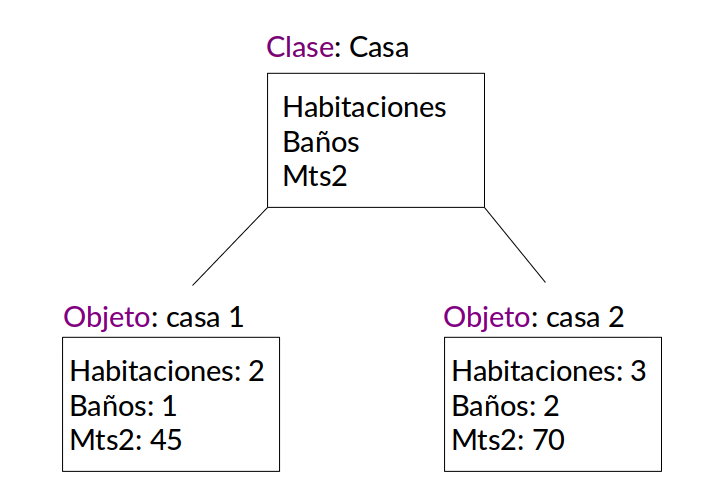 Clase: Casa
Habitaciones
Baños
Mts2
Objeto: casa 1
Habitaciones: 2
Baños: 1
Mts2: 45
Objeto: casa 2
Habitaciones: 3
Baños: 2
Mts2: 70